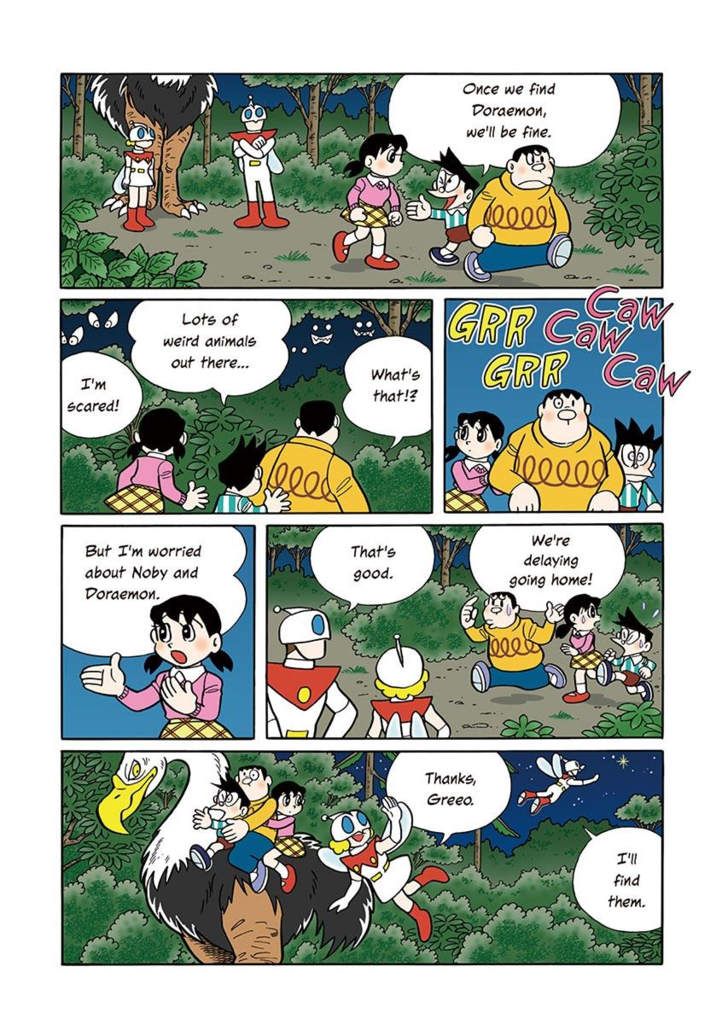 Once we find
Doraemon,
we'll be fine.
I'm
scared!
Lots of
weird animals
out there...
What's
that!?
GRR
GRR
Caw
Caw
Caw
But I'm worried
about Noby and
Doraemon.
That's
good.
We're
delaying
going home!
Thanks,
Greeo.
I'll
find
them.